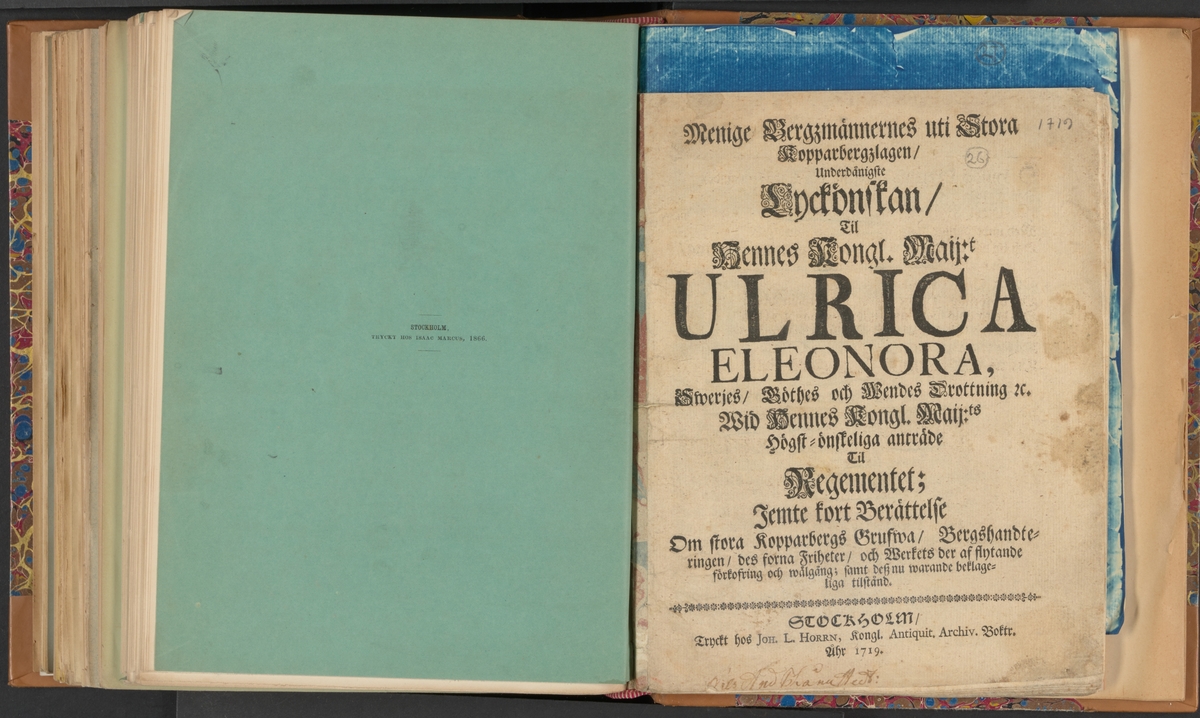 STOCKHOLM,
TRYCKT HOS ISAAC MARCUS, 1866.
Menige Bergzmännernes uti Stora
1719
Kopparbergzlagen/
26
Underdånigste
Lyckönskan/
Til
Hennes Kongl. Maij:t
ULRICA
ELEONORA,
Swerjes/ Göthes och Wendes Drottning ꝛc.
Wid Hennes Kongl. Maij:ts
Högst-önskeliga anträde
Til
Regementet;
Jemte kort Berättelse
Om stora Kopparbergs Grufwa/ Bergshandte-
ringen/ des forna Friheter/ och Werkets der af flytande
förkofring och wälgång; samt deß nu warande beklage-
liga tilstånd.
STOCKHOLM/
Tryckt hos JOH. L. HORRN, Kongl. Antiquit. Archiv. Boktr.
Åhr 1719.